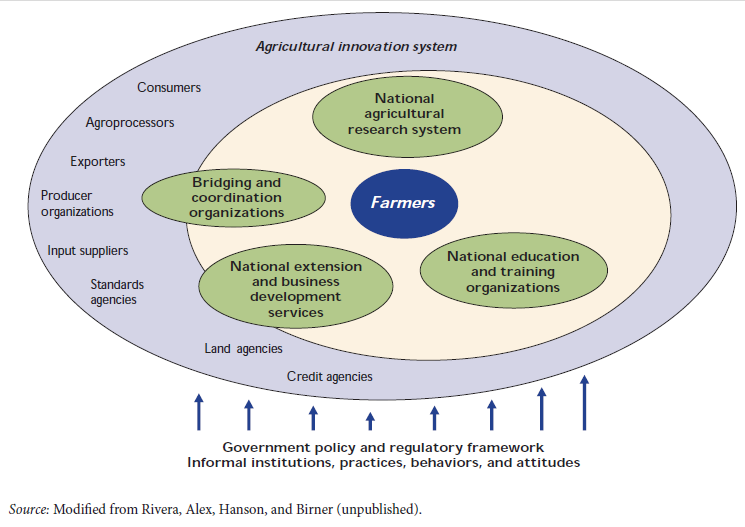 Agricultural innovation system
Consumers
National
agricultural
research system
Agroprocessors
Exporters
Bridging and
coordination
organizations
Producer
organizations
Farmers
Input suppliers
National extension
and business
development
services
National education
and training
organizations
Standards
agencies
Land agencies
Credit agencies
Government policy and regulatory framework
Informal institutions, practices, behaviors, and attitudes
Source: Modified from Rivera, Alex, Hanson, and Birner (unpublished).